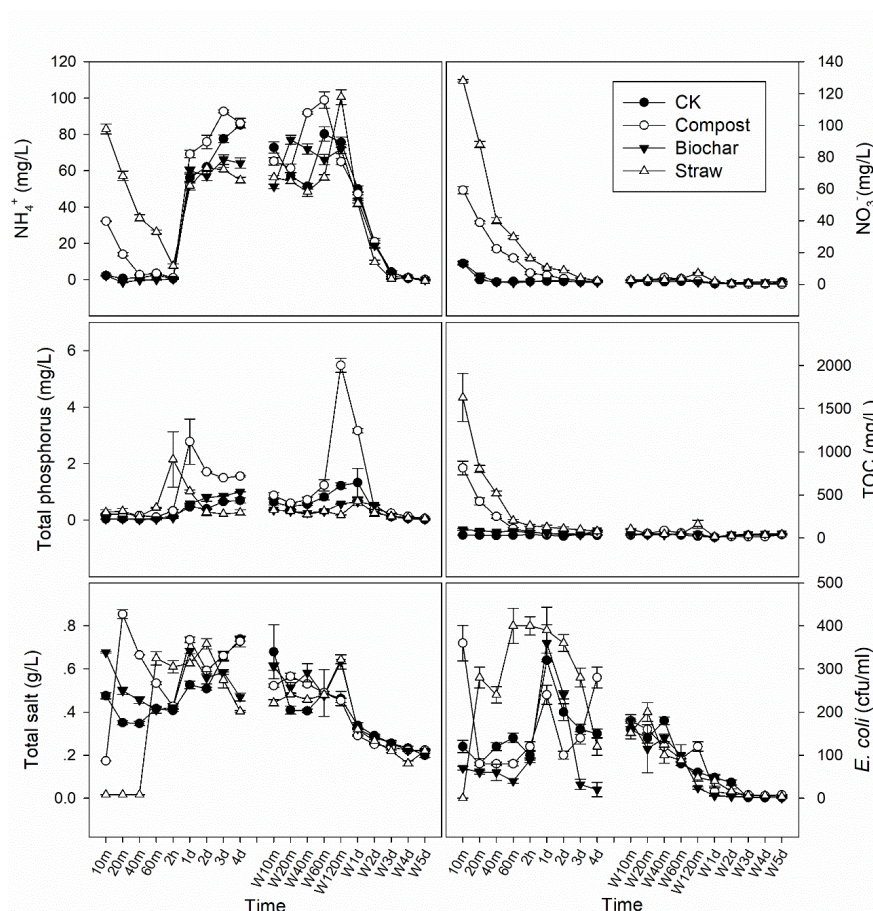 120
100
80
60
40
20
0
NH₄⁺ (mg/L)
140
120
100
80
60
40
20
0
NO₃⁻(mg/L)
CK
Compost
Biochar
Straw
6
4
2
0
Total phosphorus (mg/L)
2000
1500
1000
500
0
TOC (mg/L)
.8
.6
.4
.2
0.0
Total salt (g/L)
500
400
300
200
100
0
E. coli (cfu/ml)
10m 20m 40m 60m 2h 1d 2d 3d 4d W10m W20m W40m W60m W120m W1d W2d W3d W4d W5d
10m 20m 40m 60m 2h 1d 2d 3d 4d W10m W20m W40m W60m W120m W1d W2d W3d W4d W5d
Time
Time